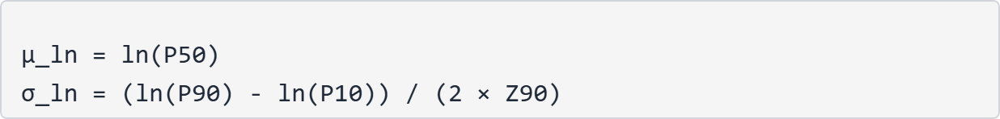 μ_ln = ln(P50)
σ_ln = (ln(P90) - ln(P10)) / (2 × Z90)